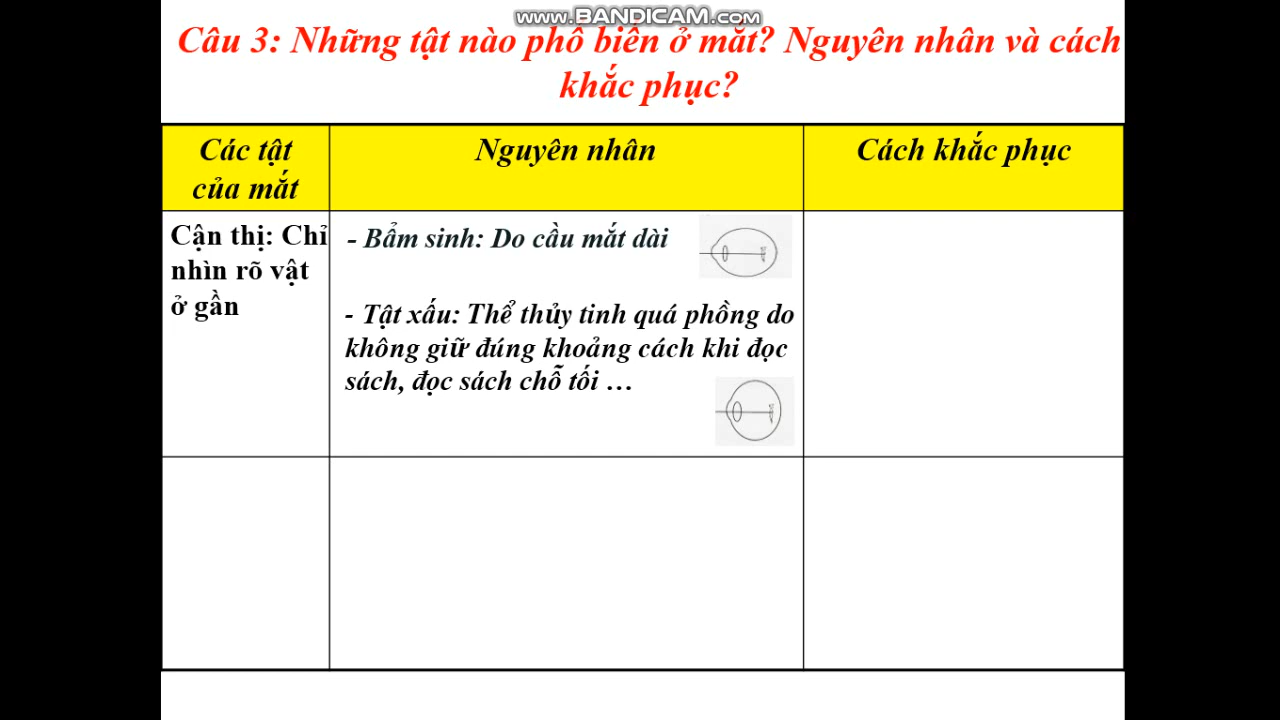 www.BANDICAM.com
Câu 3: Những tật nào phổ biến ở mắt? Nguyên nhân và cách
khắc phục?
Các tật
của mắt
Nguyên nhân
Cách khắc phục
Cận thị: Chỉ
nhìn rõ vật
ở gần
- Bẩm sinh: Do cầu mắt dài
- Tật xấu: Thể thủy tinh quá phồng do
không giữ đúng khoảng cách khi đọc
sách, đọc sách chỗ tối …